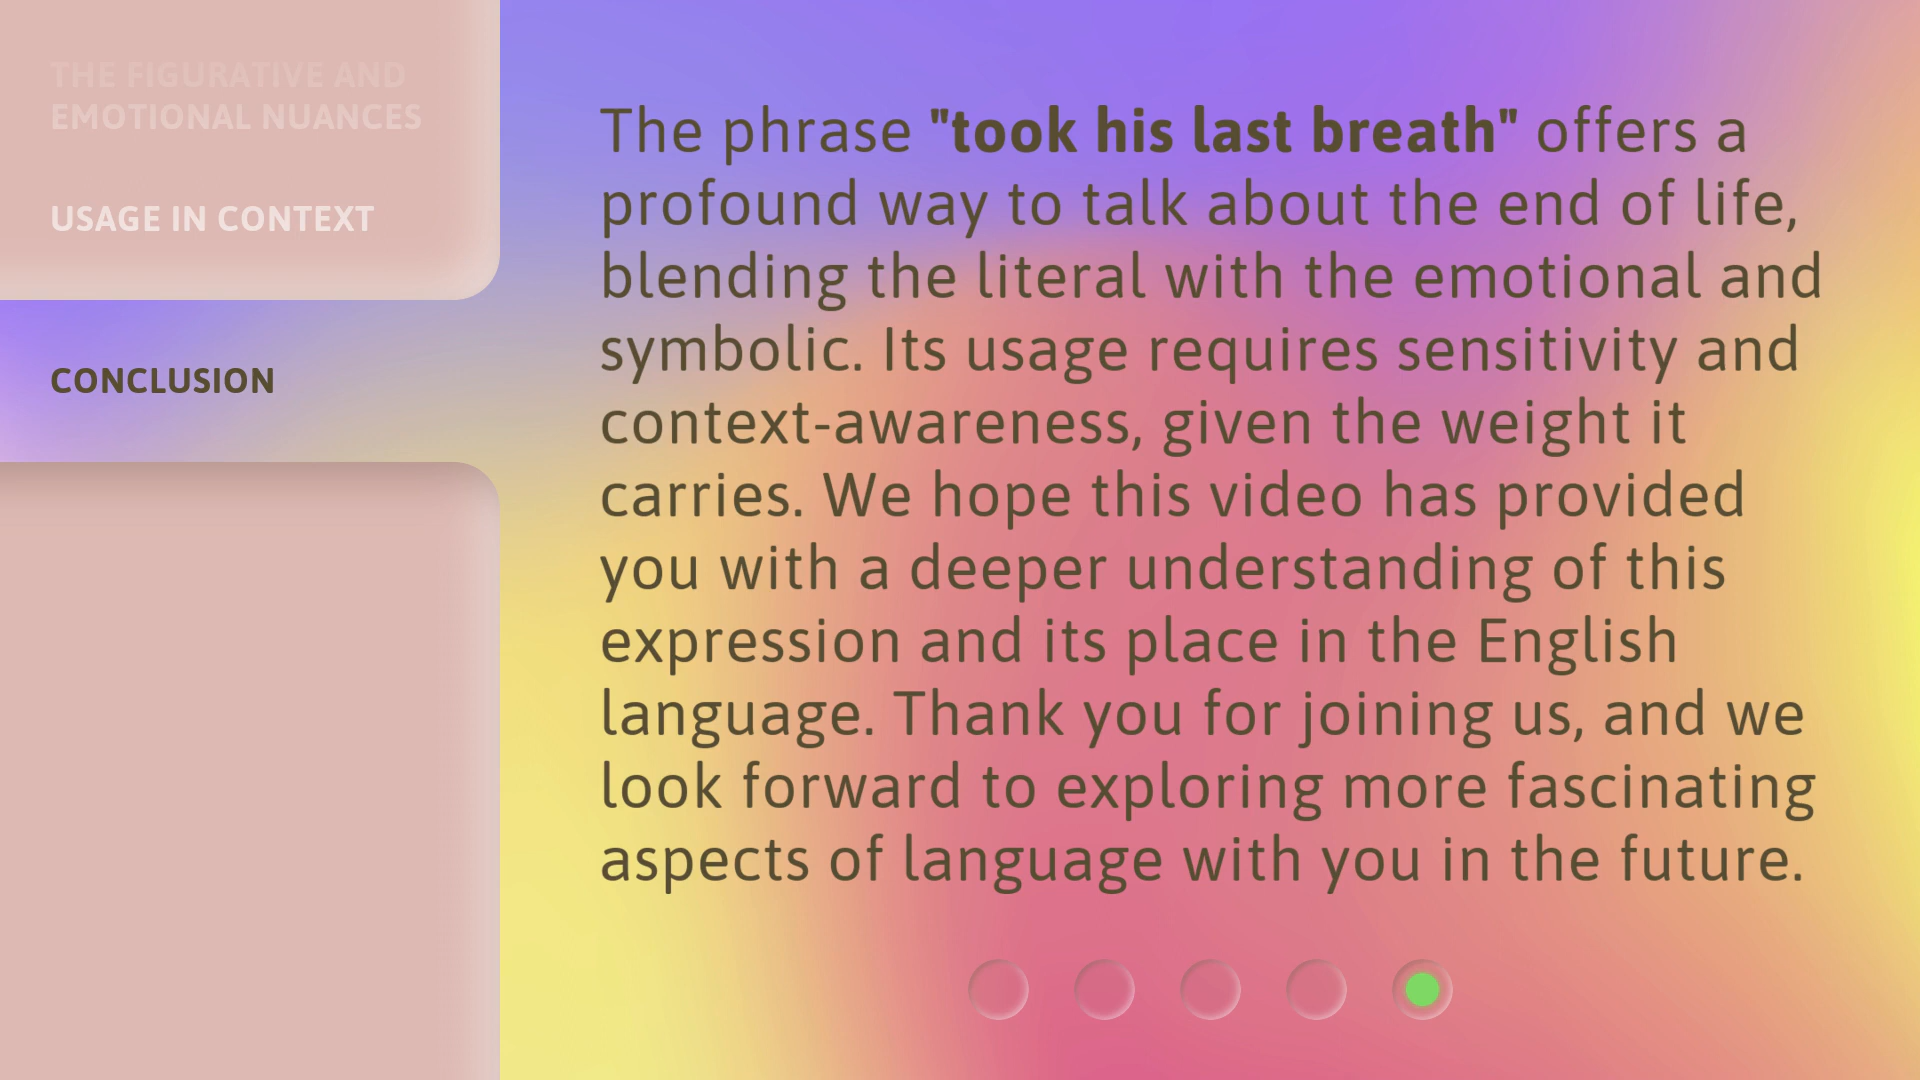 THE FIGURATIVE AND
EMOTIONAL NUANCES
USAGE IN CONTEXT
CONCLUSION
The phrase "took his last breath" offers a
profound way to talk about the end of life,
blending the literal with the emotional and
symbolic. Its usage requires sensitivity and
context-awareness, given the weight it
carries. We hope this video has provided
you with a deeper understanding of this
expression and its place in the English
language. Thank you for joining us, and we
look forward to exploring more fascinating
aspects of language with you in the future.